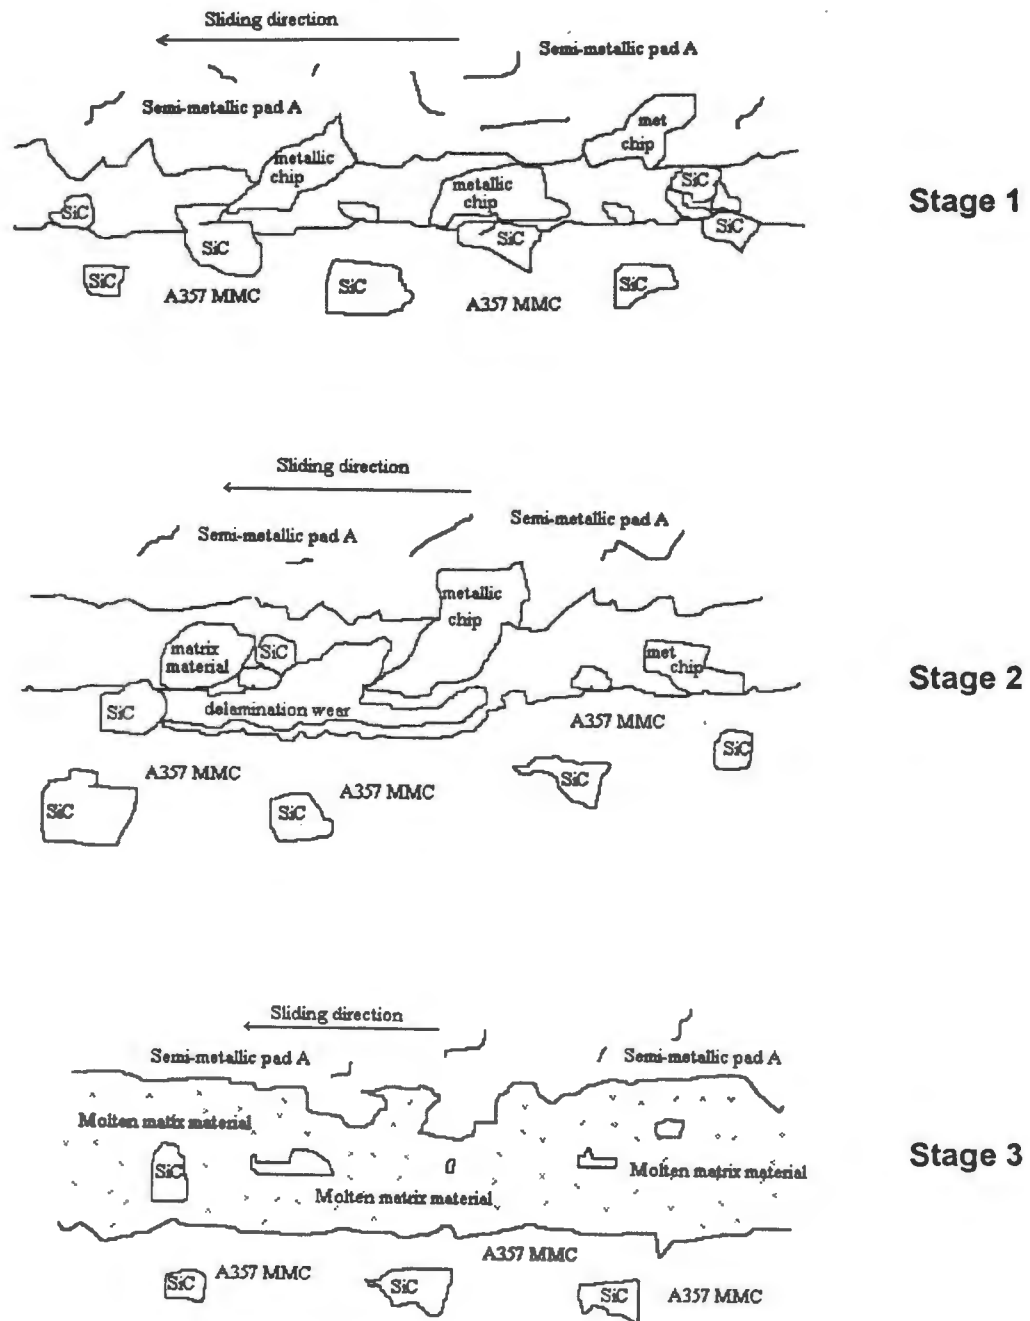 Sliding direction
Semi-metallic pad A
Semi-metallic pad A
met
chip
metallic
chip
metallic
chip
SiC
SiC
SiC
SiC
SiC
SiC
SiC
SiC
A357 MMC
A357 MMC
Stage 1
Sliding direction
Semi-metallic pad A
Semi-metallic pad A
metallic
chip
matrix
material
SiC
met
chip
SiC
delamination wear
A357 MMC
SiC
A357 MMC
SiC
A357 MMC
SiC
SiC
Stage 2
Sliding direction
Semi-metallic pad A
Semi-metallic pad A
Molten matix material
SiC
Molten matrix material
Molten matrix material
A357 MMC
A357 MMC
SiC
SiC
SiC
A357 MMC
Stage 3